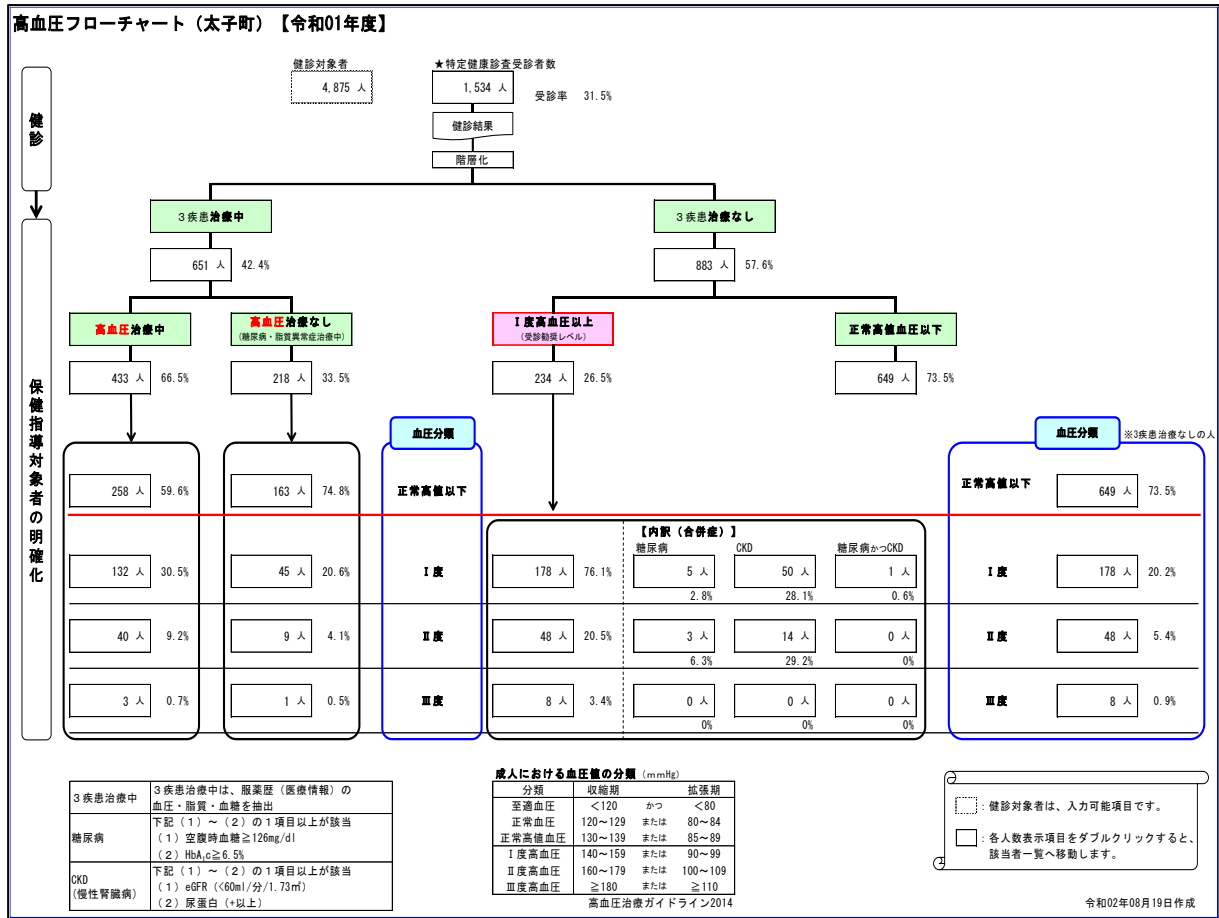 高血圧フローチャート（太子町）【令和01年度】
健診対象者
4,875 人
★特定健康診査受診者数
1,534 人
受診率 31.5%
健診結果
階層化
健診
保健指導対象者の明確化
３疾患治療中
３疾患治療なし
651 人 42.4%
883 人 57.6%
高血圧治療中
高血圧治療なし
(糖尿病・脂質異常症治療中)
Ⅰ度高血圧以上
(受診勧奨レベル)
正常高値血圧以下
433 人 66.5%
218 人 33.5%
234 人 26.5%
649 人 73.5%
血圧分類
血圧分類
※3疾患治療なしの人
258 人 59.6%
163 人 74.8%
正常高値以下
正常高値以下
649 人 73.5%
【内訳（合併症）】
糖尿病 CKD 糖尿病かつCKD
132 人 30.5%
45 人 20.6%
Ⅰ度
178 人 76.1%
5 人 50 人 1 人
2.8% 28.1% 0.6%
Ⅰ度
178 人 20.2%
40 人 9.2%
9 人 4.1%
Ⅱ度
48 人 20.5%
3 人 14 人 0 人
6.3% 29.2% 0%
Ⅱ度
48 人 5.4%
3 人 0.7%
1 人 0.5%
Ⅲ度
8 人 3.4%
0 人 0 人 0 人
0% 0% 0%
Ⅲ度
8 人 0.9%
３疾患治療中
３疾患治療中は、服薬歴（医療情報）の
血圧・脂質・血糖を抽出
糖尿病
下記（１）～（２）の１項目以上が該当
（１）空腹時血糖≧126mg/dl
（２）HbA1c≧6.5%
CKD
(慢性腎臓病)
下記（１）～（２）の１項目以上が該当
（１）eGFR（<60ml/分/1.73㎡）
（２）尿蛋白（+以上）
成人における血圧値の分類 (mmHg)
分類 収縮期 拡張期
至適血圧 <120 かつ <80
正常血圧 120～129 または 80～84
正常高値血圧 130～139 または 85～89
Ⅰ度高血圧 140～159 または 90～99
Ⅱ度高血圧 160～179 または 100～109
Ⅲ度高血圧 ≧180 または ≧110
高血圧治療ガイドライン2014
：健診対象者は、入力可能項目です。
：各人数表示項目をダブルクリックすると、
該当者一覧へ移動します。
令和02年08月19日作成